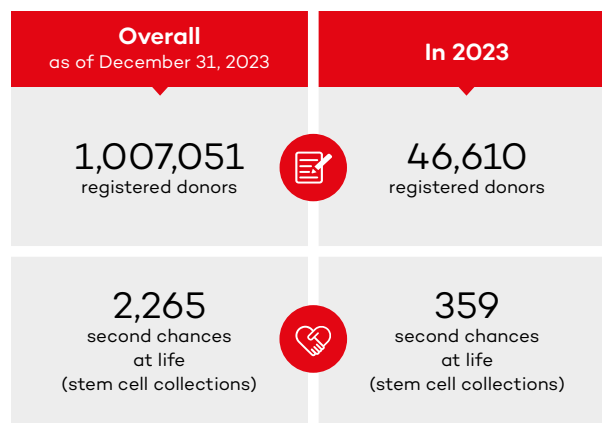 Overall
as of December 31, 2023
In 2023
1,007,051
registered donors
46,610
registered donors
2,265
second chances
at life
(stem cell collections)
359
second chances
at life
(stem cell collections)